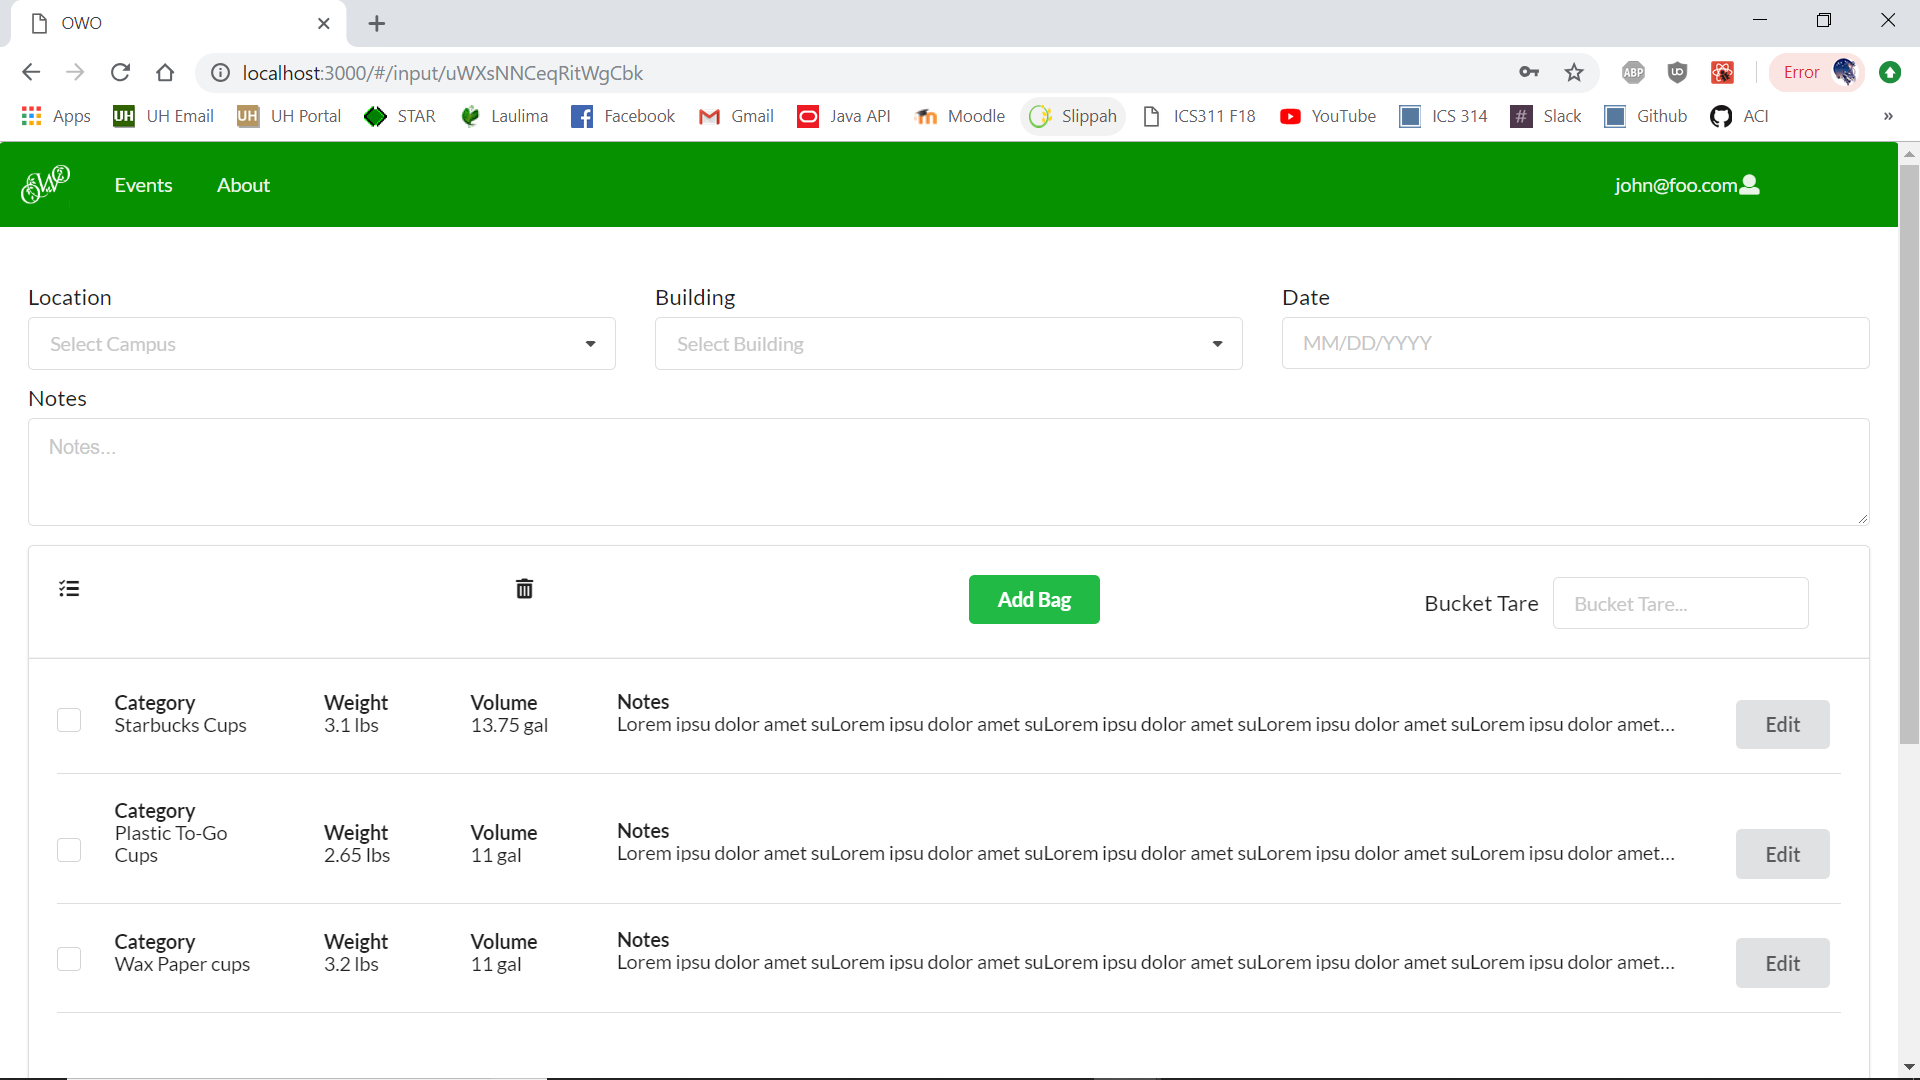 OWO
localhost:3000/#/input/uWXsNNCeqRitWgCbk
ABP
Error
Apps UH UH Email UH UH Portal STAR Laulima Facebook Gmail Java API Moodle Slippah ICS311 F18 YouTube ICS 314 # Slack Github ACI »
OWO Events About john@foo.com
Location Building Date
Select Campus Select Building MM/DD/YYYY
Notes
Notes...
Add Bag Bucket Tare Bucket Tare...
Category Weight Volume Notes
Starbucks Cups 3.1 lbs 13.75 gal Lorem ipsu dolor amet suLorem ipsu dolor amet suLorem ipsu dolor amet suLorem ipsu dolor amet suLorem ipsu dolor amet... Edit
Category
Plastic To-Go Weight Volume Notes
Cups 2.65 lbs 11 gal Lorem ipsu dolor amet suLorem ipsu dolor amet suLorem ipsu dolor amet suLorem ipsu dolor amet suLorem ipsu dolor amet... Edit
Category Weight Volume Notes
Wax Paper cups 3.2 lbs 11 gal Lorem ipsu dolor amet suLorem ipsu dolor amet suLorem ipsu dolor amet suLorem ipsu dolor amet suLorem ipsu dolor amet... Edit